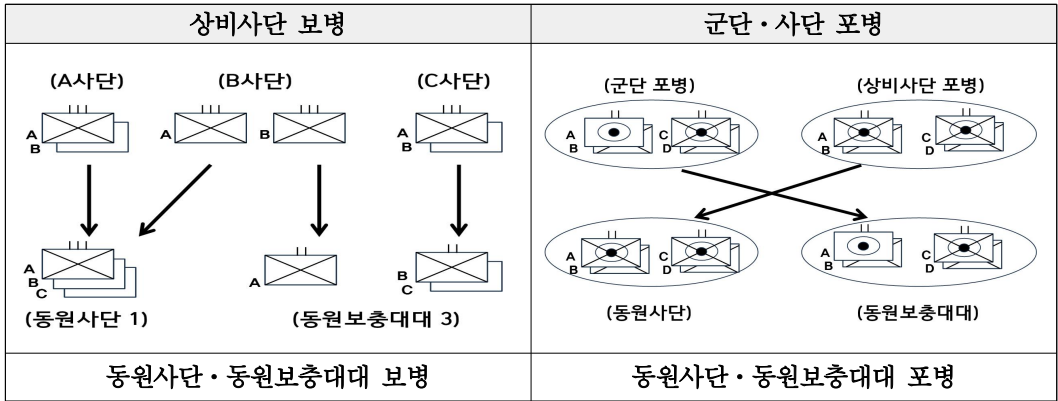 상비사단 보병
군단·사단 포병
(A사단)
(B사단)
(C사단)
A
B
A
B
A
B
A
B
C
A
B
C
(동원사단 1)
(동원보충대대 3)
(군단 포병)
(상비사단 포병)
A
B
C
D
A
B
C
D
A
B
C
D
A
B
C
D
(동원사단)
(동원보충대대)
동원사단·동원보충대대 보병
동원사단·동원보충대대 포병